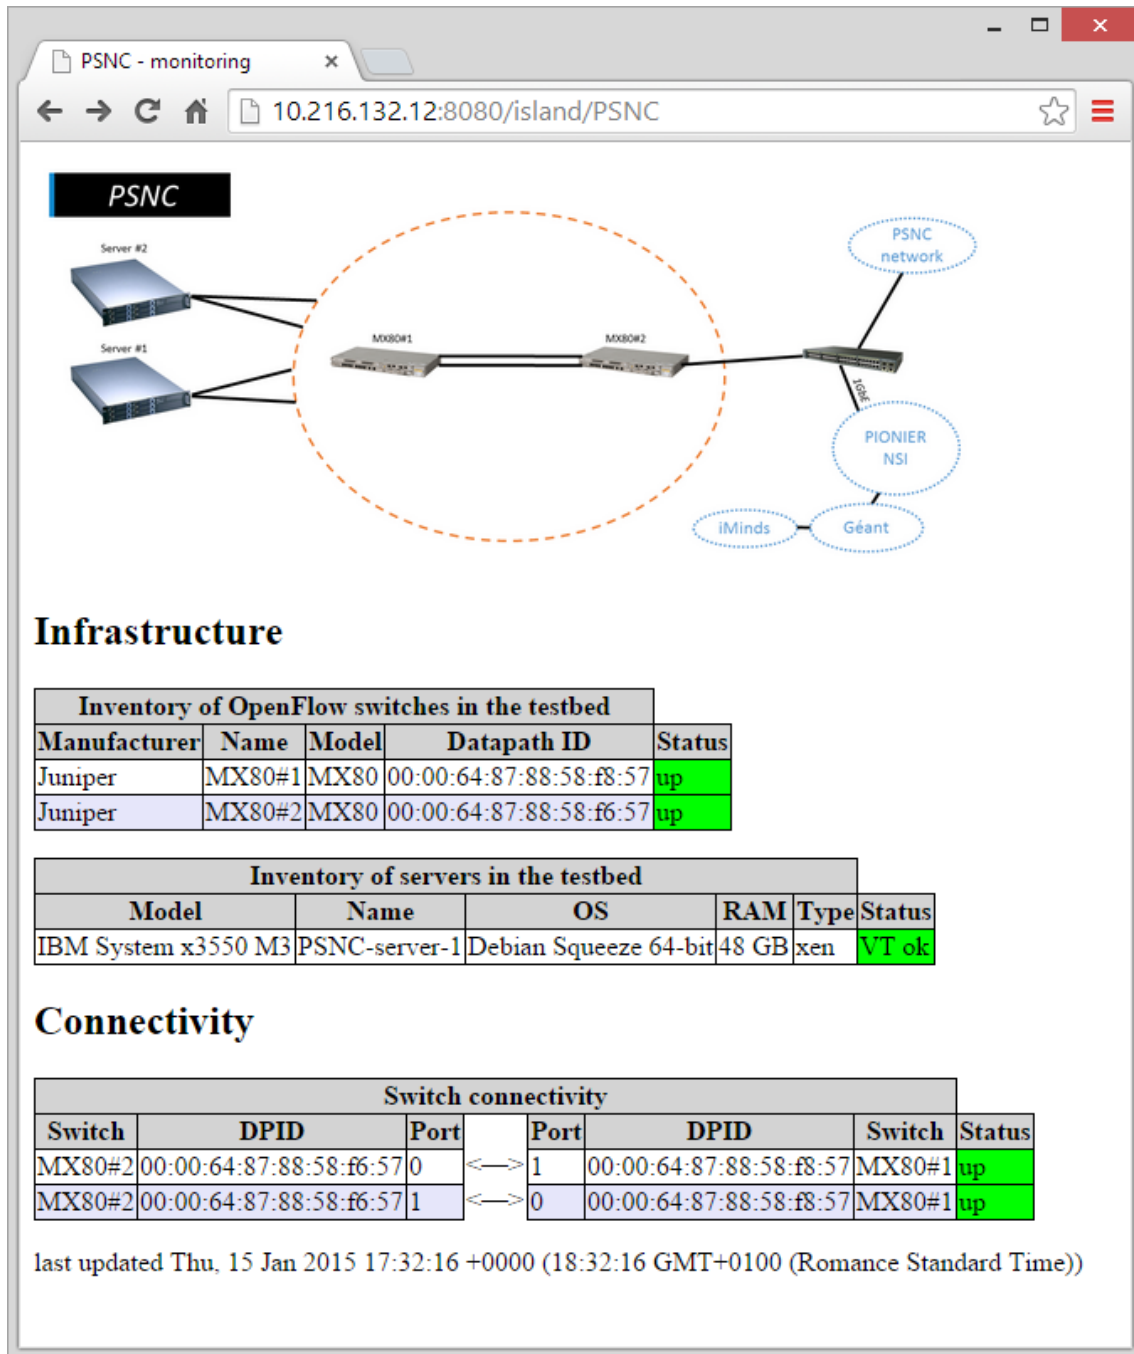 PSNC - monitoring
10.216.132.12:8080/island/PSNC
PSNC
Server #2
PSNC
network
MX80#1
MX80#2
Server #1
1GbE
PIONIER
NSI
iMinds
Géant
Infrastructure
Inventory of OpenFlow switches in the testbed
Manufacturer Name Model Datapath ID Status
Juniper MX80#1 MX80 00:00:64:87:88:58:f8:57 up
Juniper MX80#2 MX80 00:00:64:87:88:58:f6:57 up
Inventory of servers in the testbed
Model Name OS RAM Type Status
IBM System x3550 M3 PSNC-server-1 Debian Squeeze 64-bit 48 GB xen VT ok
Connectivity
Switch connectivity
Switch DPID Port Port DPID Switch Status
MX80#2 00:00:64:87:88:58:f6:57 0 <—> 1 00:00:64:87:88:58:f8:57 MX80#1 up
MX80#2 00:00:64:87:88:58:f6:57 1 <—> 0 00:00:64:87:88:58:f8:57 MX80#1 up
last updated Thu, 15 Jan 2015 17:32:16 +0000 (18:32:16 GMT+0100 (Romance Standard Time))